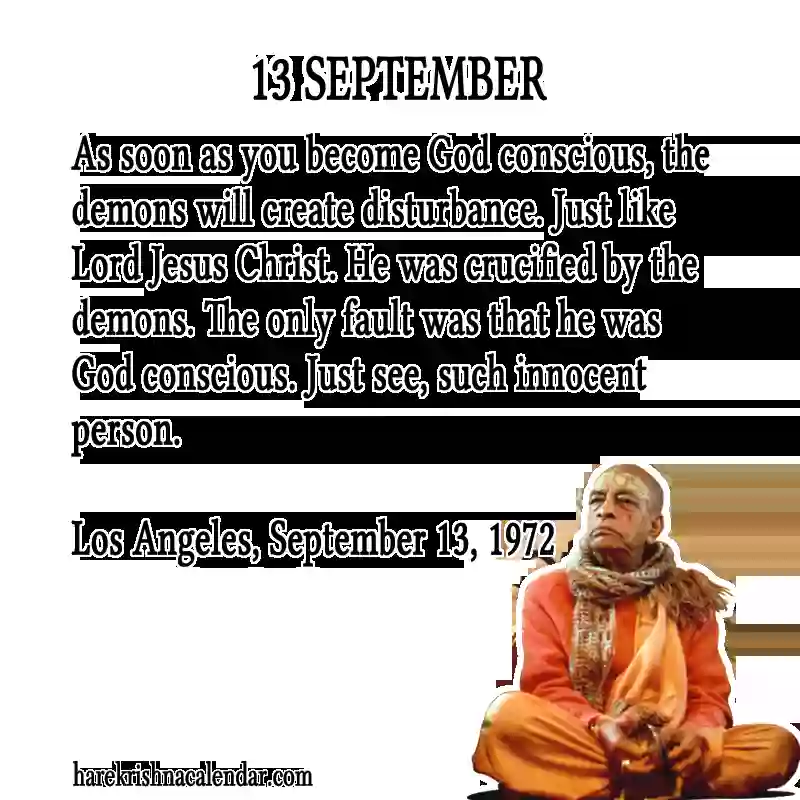 13 SEPTEMBER
As soon as you become God conscious, the
demons will create disturbance. Just like
Lord Jesus Christ. He was crucified by the
demons. The only fault was that he was
God conscious. Just see, such innocent
person.
Los Angeles, September 13, 1972
harekrishnacalendar.com